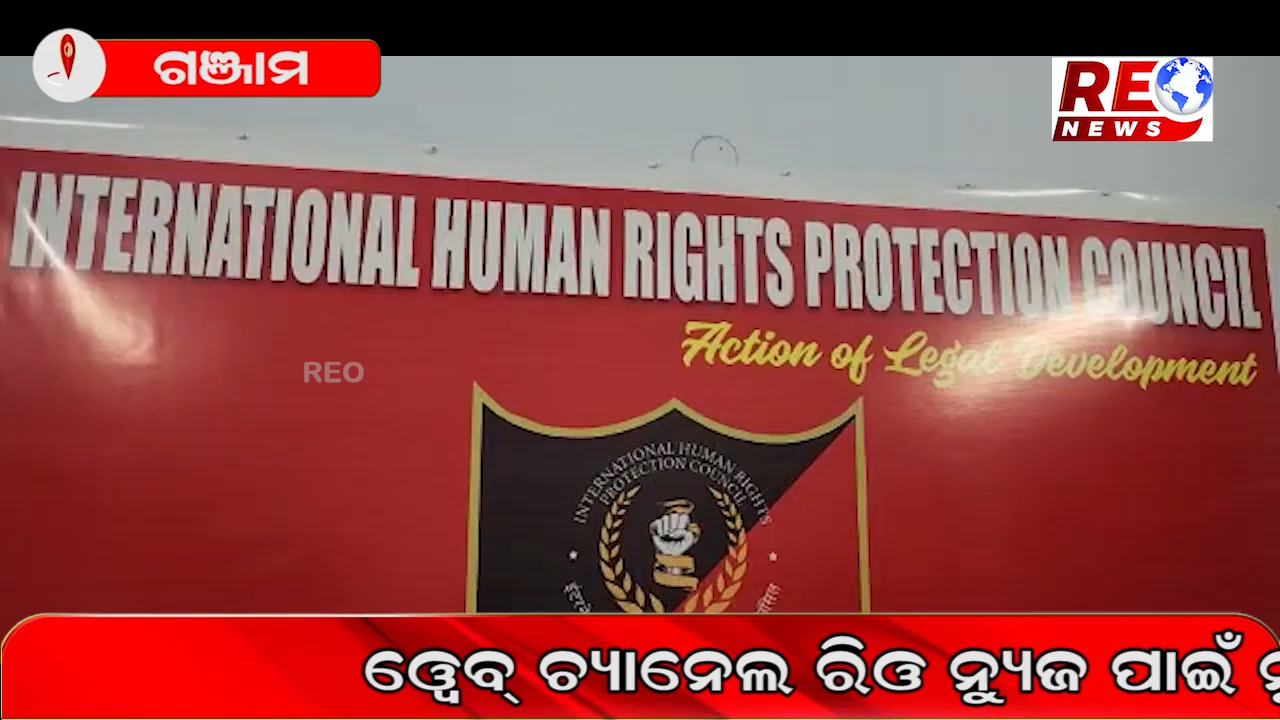 ଗଞ୍ଜାମ
REO
NEWS
INTERNATIONAL HUMAN RIGHTS PROTECTION COUNCIL
Action of Legal Development
REO
INTERNATIONAL HUMAN RIGHTS
PROTECTION COUNCIL
ୱେବ୍ ଚ୍ୟାନେଲ ରିଓ ନ୍ୟୁଜ ପାଇଁ